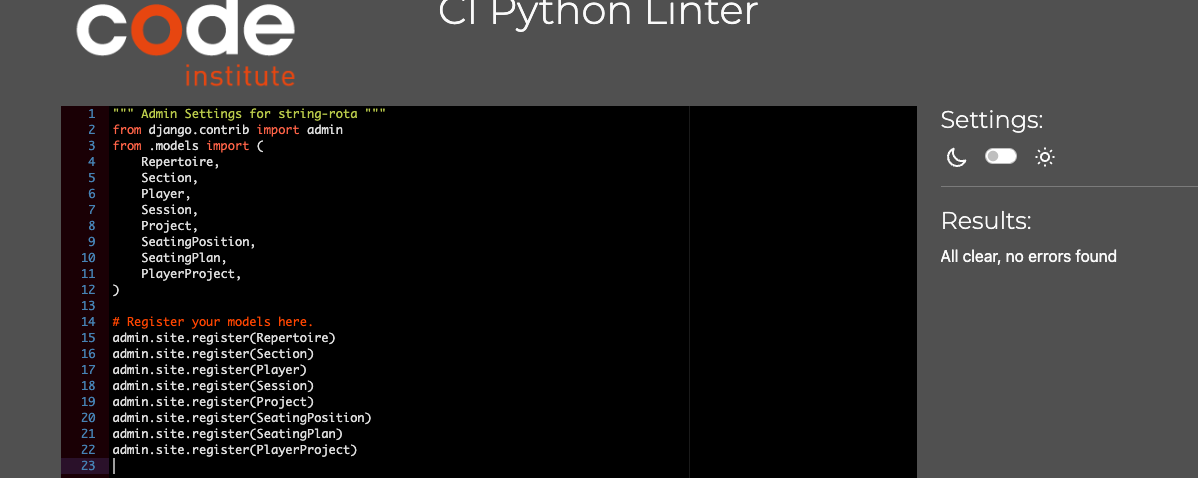 code
institute
CI Python Linter
1 """ Admin Settings for string-rota """
2 from django.contrib import admin
3 from .models import (
4     Repertoire,
5     Section,
6     Player,
7     Session,
8     Project,
9     SeatingPosition,
10     SeatingPlan,
11     PlayerProject,
12 )
13
14 # Register your models here.
15 admin.site.register(Repertoire)
16 admin.site.register(Section)
17 admin.site.register(Player)
18 admin.site.register(Session)
19 admin.site.register(Project)
20 admin.site.register(SeatingPosition)
21 admin.site.register(SeatingPlan)
22 admin.site.register(PlayerProject)
23
Settings:
Results:
All clear, no errors found